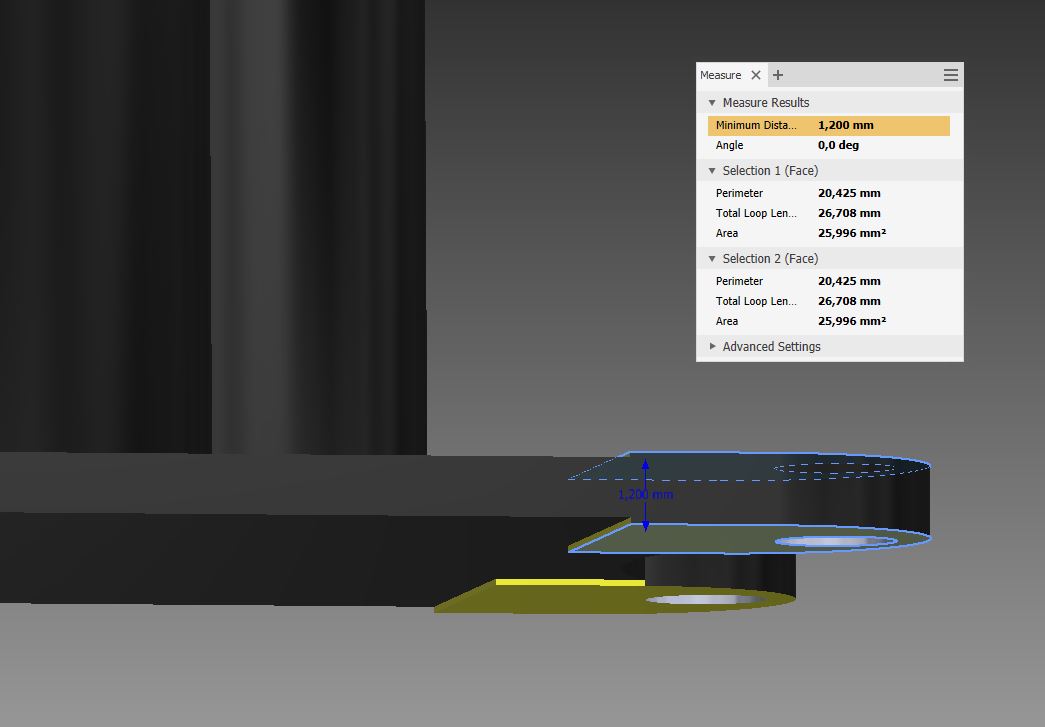 Measure
Measure Results
Minimum Dista... 1,200 mm
Angle 0,0 deg
Selection 1 (Face)
Perimeter 20,425 mm
Total Loop Len... 26,708 mm
Area 25,996 mm²
Selection 2 (Face)
Perimeter 20,425 mm
Total Loop Len... 26,708 mm
Area 25,996 mm²
Advanced Settings
1,200 mm